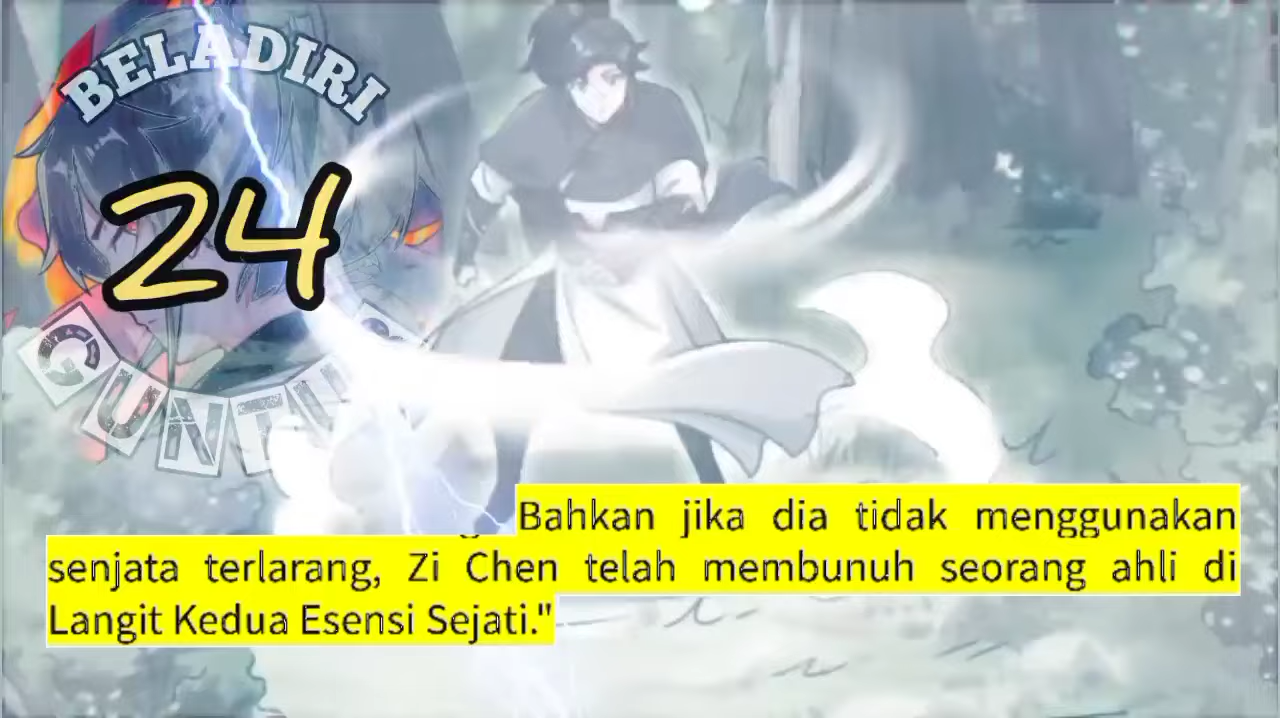 BELADIRI
24
GUNTU
Bahkan jika dia tidak menggunakan
senjata terlarang, Zi Chen telah membunuh seorang ahli di
Langit Kedua Esensi Sejati."